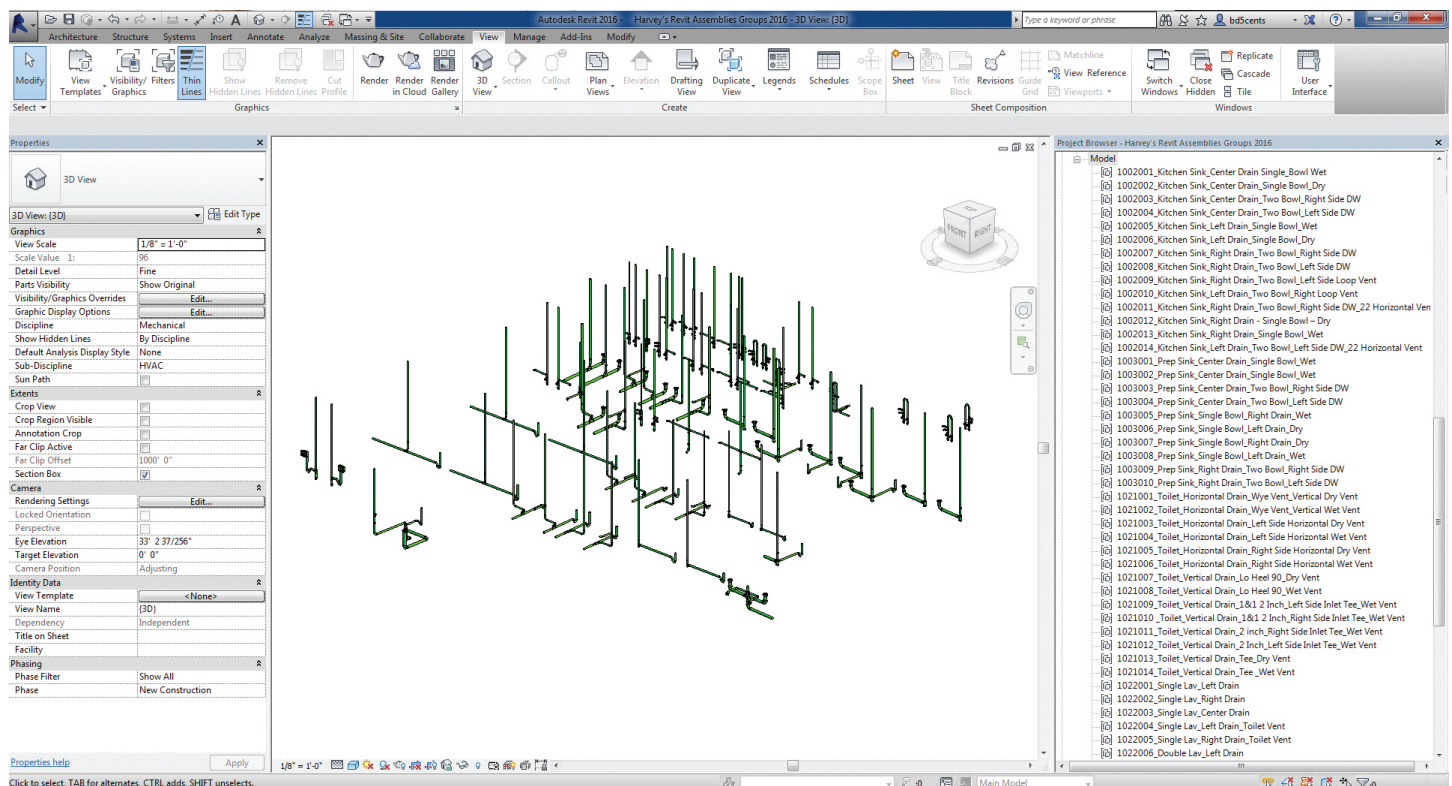 Autodesk Revit 2016 - Harvey's Revit Assemblies Groups 2016 - 3D View: {3D}
Type a keyword or phrase
bd5cents
Architecture Structure Systems Insert Annotate Analyze Massing & Site Collaborate View Manage Add-Ins Modify
Modify
View Templates
Visibility/ Graphics
Filters
Thin Lines
Show Hidden Lines
Remove Hidden Lines
Cut Profile
Render
Render in Cloud
Render Gallery
3D View
Section
Callout
Plan Views
Elevation
Drafting View
Duplicate View
Legends
Schedules
Scope Box
Sheet
View
Title Block
Revisions
Guide Grid
Matchline
View Reference
Viewports
Switch Windows
Close Hidden
Replicate
Cascade
Tile
User Interface
Select
Graphics
Create
Sheet Composition
Windows
Properties
3D View
3D View: {3D}
Edit Type
Graphics
View Scale 1/8" = 1'-0"
Scale Value 1: 96
Detail Level Fine
Parts Visibility Show Original
Visibility/Graphics Overrides Edit...
Graphic Display Options Edit...
Discipline Mechanical
Show Hidden Lines By Discipline
Default Analysis Display Style None
Sub-Discipline HVAC
Sun Path
Extents
Crop View
Crop Region Visible
Annotation Crop
Far Clip Active
Far Clip Offset 1000' 0"
Section Box
Camera
Rendering Settings Edit...
Locked Orientation
Perspective
Eye Elevation 33' 2 37/256"
Target Elevation 0' 0"
Camera Position Adjusting
Identity Data
View Template <None>
View Name {3D}
Dependency Independent
Title on Sheet
Facility
Phasing
Phase Filter Show All
Phase New Construction
Properties help
Apply
TOP
FRONT
RIGHT
1/8" = 1'-0"
Project Browser - Harvey's Revit Assemblies Groups 2016
Model
1002001_Kitchen Sink_Center Drain Single_Bowl Wet
1002002_Kitchen Sink_Center Drain_Single Bowl_Dry
1002003_Kitchen Sink_Center Drain_Two Bowl_Right Side DW
1002004_Kitchen Sink_Center Drain_Two Bowl_Left Side DW
1002005_Kitchen Sink_Left Drain_Single Bowl_Wet
1002006_Kitchen Sink_Left Drain_Single Bowl_Dry
1002007_Kitchen Sink_Right Drain_Two Bowl_Right Side DW
1002008_Kitchen Sink_Right Drain_Two Bowl_Left Side DW
1002009_Kitchen Sink_Right Drain_Two Bowl_Left Side Loop Vent
1002010_Kitchen Sink_Left Drain_Two Bowl_Right Loop Vent
1002011_Kitchen Sink_Right Drain_Two Bowl_Right Side DW_22 Horizontal Ven
1002012_Kitchen Sink_Right Drain - Single Bowl – Dry
1002013_Kitchen Sink_Right Drain_Single Bowl_Wet
1002014_Kitchen Sink_Left Drain_Two Bowl_Left Side DW_22 Horizontal Vent
1003001_Prep Sink_Center Drain_Single Bowl_Wet
1003002_Prep Sink_Center Drain_Single Bowl_Wet
1003003_Prep Sink_Center Drain_Two Bowl_Right Side DW
1003004_Prep Sink_Center Drain_Two Bowl_Left Side DW
1003005_Prep Sink_Single Bowl_Right Drain_Wet
1003006_Prep Sink_Single Bowl_Left Drain_Dry
1003007_Prep Sink_Single Bowl_Right Drain_Dry
1003008_Prep Sink_Single Bowl_Left Drain_Wet
1003009_Prep Sink_Right Drain_Two Bowl_Right Side DW
1003010_Prep Sink_Right Drain_Two Bowl_Left Side DW
1021001_Toilet_Horizontal Drain_Wye Vent_Vertical Dry Vent
1021002_Toilet_Horizontal Drain_Wye Vent_Vertical Wet Vent
1021003_Toilet_Horizontal Drain_Left Side Horizontal Dry Vent
1021004_Toilet_Horizontal Drain_Left Side Horizontal Wet Vent
1021005_Toilet_Horizontal Drain_Right Side Horizontal Dry Vent
1021006_Toilet_Horizontal Drain_Right Side Horizontal Wet Vent
1021007_Toilet_Vertical Drain_Lo Heel 90_Dry Vent
1021008_Toilet_Vertical Drain_Lo Heel 90_Wet Vent
1021009_Toilet_Vertical Drain_1&1 2 Inch_Left Side Inlet Tee_Wet Vent
1021010 _Toilet_Vertical Drain_1&1 2 Inch_Right Side Inlet Tee_Wet Vent
1021011_Toilet_Vertical Drain_2 inch_Right Side Inlet Tee_Wet Vent
1021012_Toilet_Vertical Drain_2 Inch_Left Side Inlet Tee_Wet Vent
1021013_Toilet_Vertical Drain_Tee_Dry Vent
1021014_Toilet_Vertical Drain_Tee _Wet Vent
1022001_Single Lav_Left Drain
1022002_Single Lav_Right Drain
1022003_Single Lav_Center Drain
1022004_Single Lav_Left Drain_Toilet Vent
1022005_Single Lav_Right Drain_Toilet Vent
1022006_Double Lav_Left Drain
Click to select, TAB for alternates, CTRL adds, SHIFT unselects.
:0
Main Model
:0